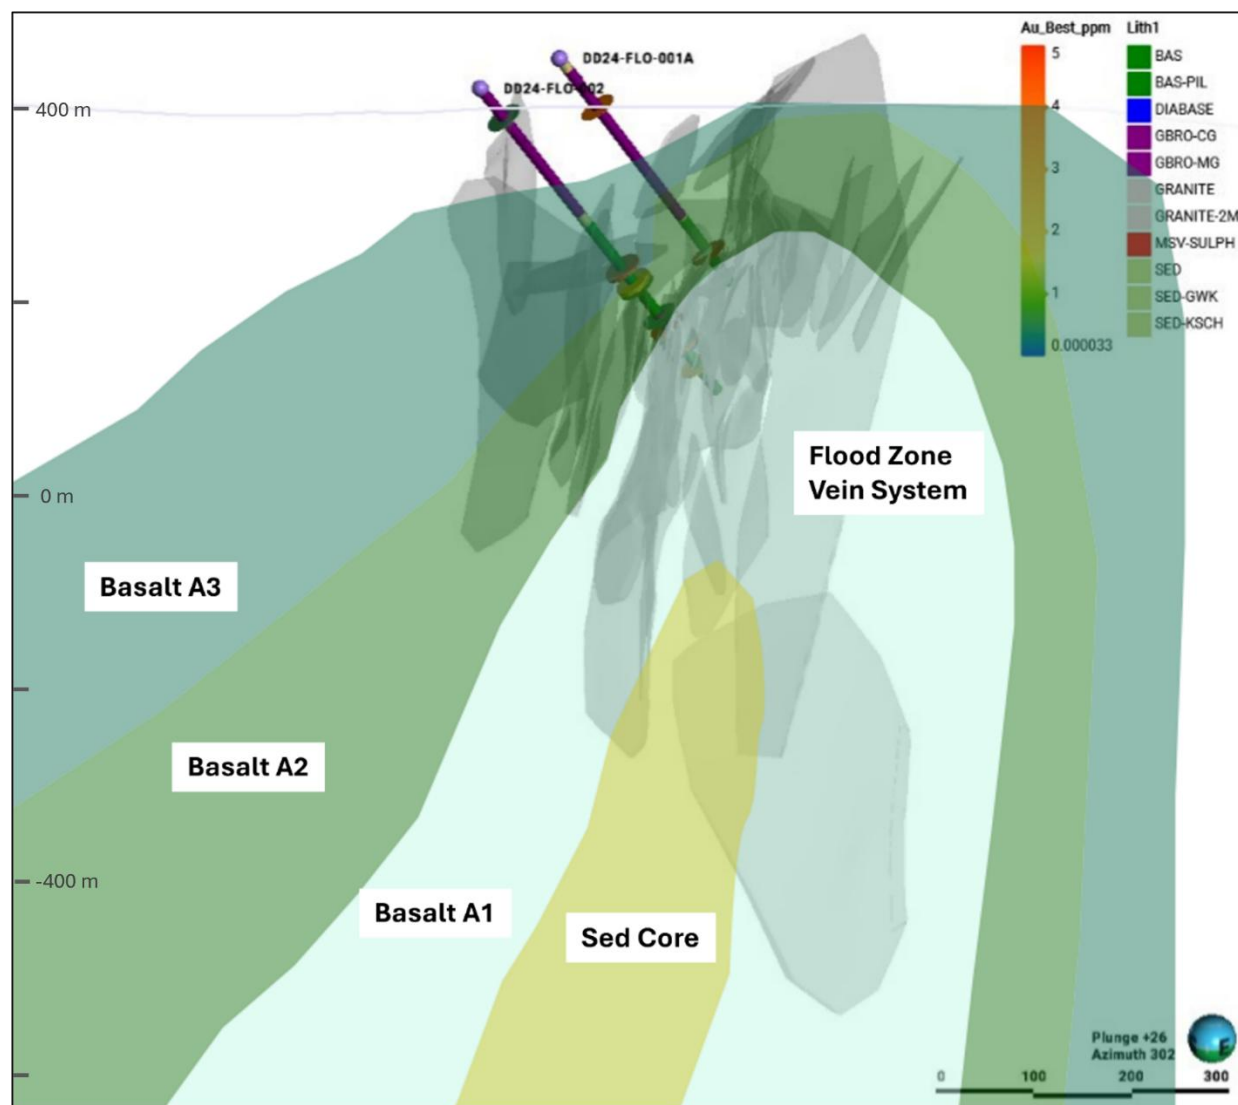 Au_Best_ppm
Lith1
DD24-FLO-001A
DD24-FLO-002
5
4
3
2
1
0.000033
BAS
BAS-PIL
DIABASE
GBRO-CG
GBRO-MG
GRANITE
GRANITE-2M
MSV-SULPH
SED
SED-GWK
SED-KSCH
400 m
0 m
-400 m
Flood Zone
Vein System
Basalt A3
Basalt A2
Basalt A1
Sed Core
Plunge +26
Azimuth 302
E
0 100 200 300